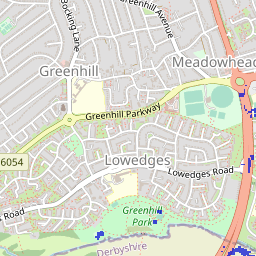 Bocking Lane
Greenhill Avenue
Greenhill
Meadowhead
Greenhill Parkway
6054
Lowedges
Lowedges Road
s Road
Greenhill
Park
Derbyshire